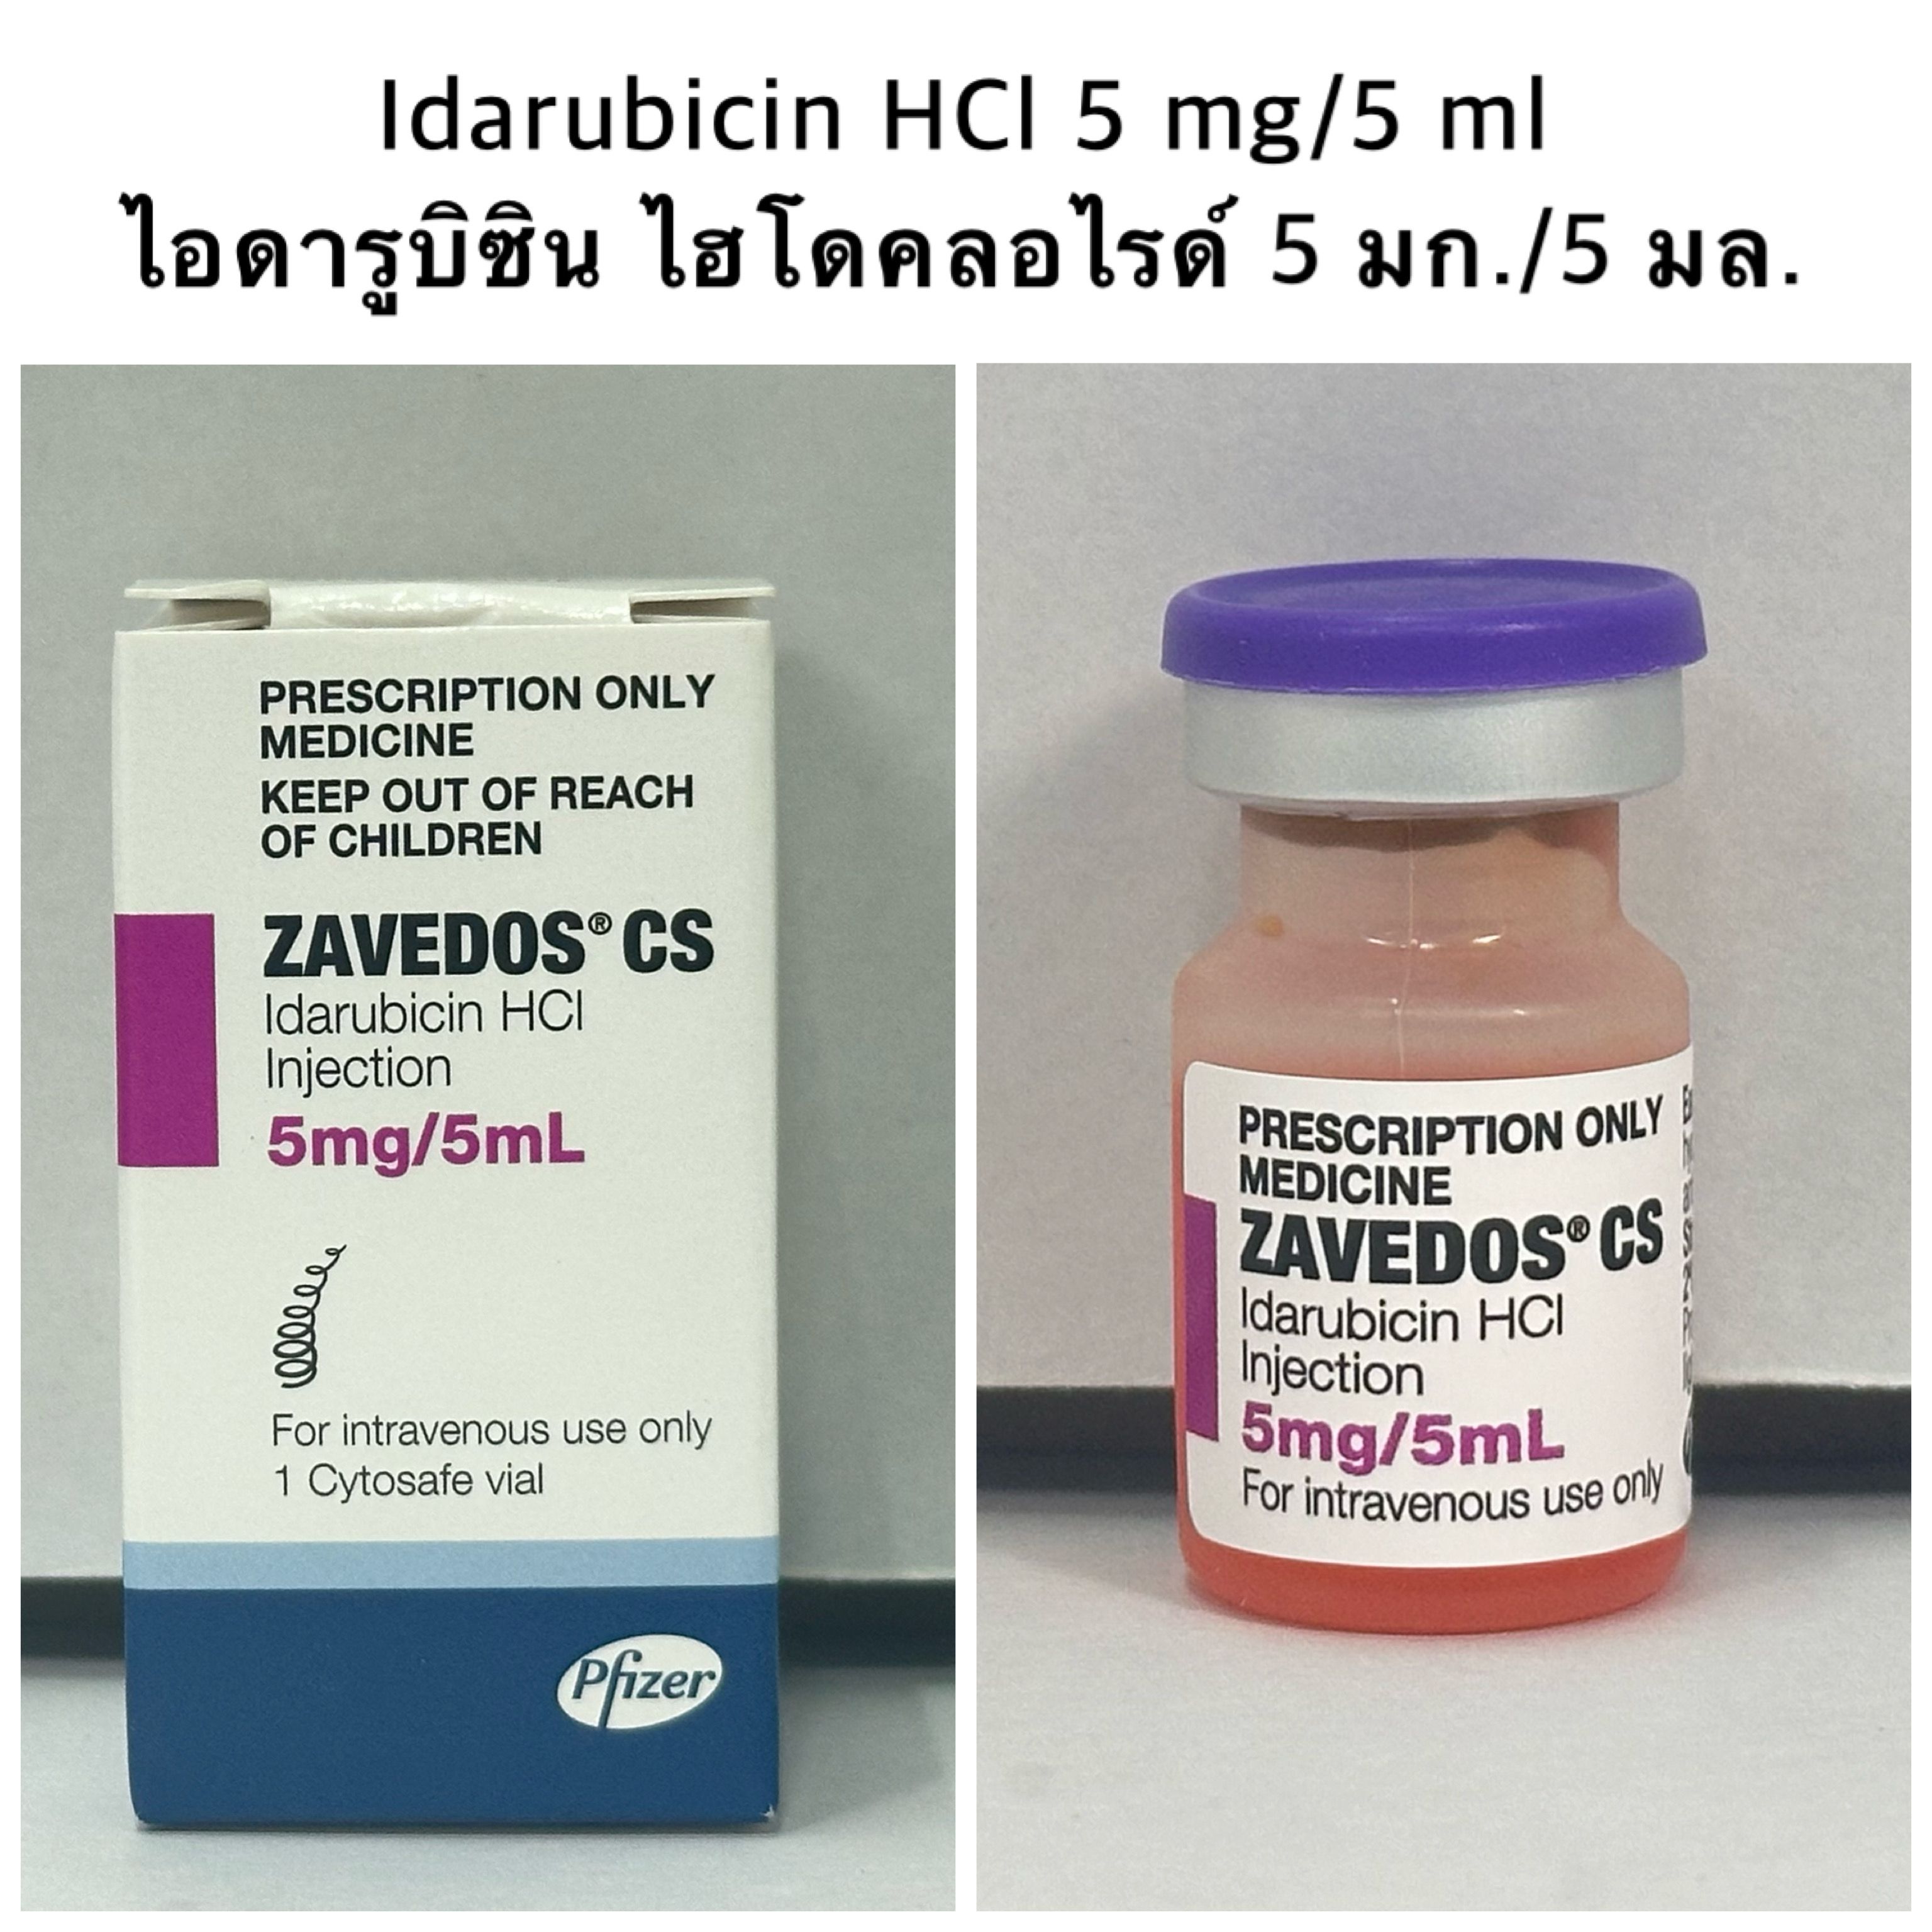 Idarubicin HCl 5 mg/5 ml
ไอดารูบิซิน ไฮโดคลอไรด์ 5 มก./5 มล.
PRESCRIPTION ONLY
MEDICINE
KEEP OUT OF REACH
OF CHILDREN
ZAVEDOS® CS
Idarubicin HCl
Injection
5mg/5mL
For intravenous use only
1 Cytosafe vial
Pfizer
PRESCRIPTION ONLY
MEDICINE
ZAVEDOS® CS
Idarubicin HCl
Injection
5mg/5mL
For intravenous use only